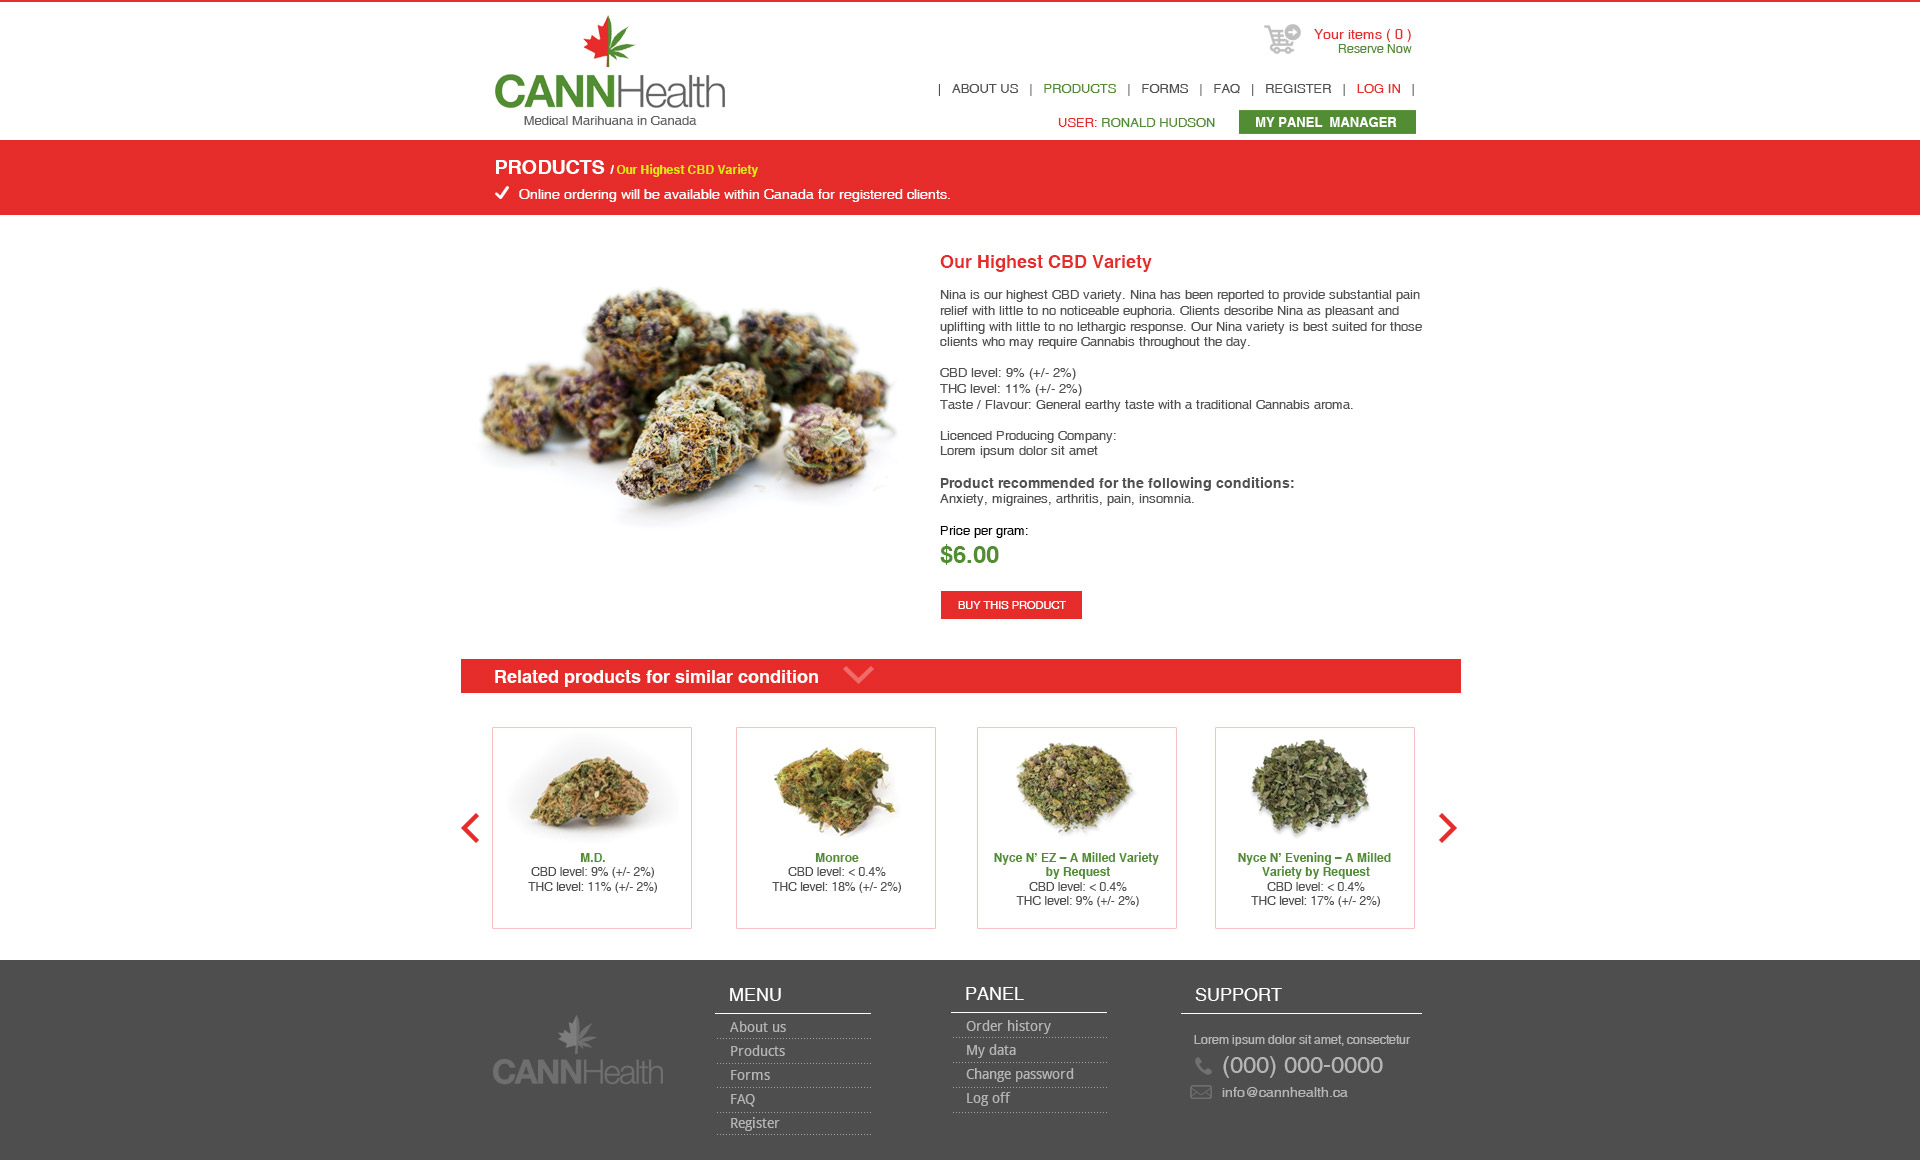 CANNHealth
Medical Marihuana in Canada
Your items ( 0 )
Reserve Now
| ABOUT US | PRODUCTS | FORMS | FAQ | REGISTER | LOG IN |
USER: RONALD HUDSON
MY PANEL MANAGER
PRODUCTS / Our Highest CBD Variety
Online ordering will be available within Canada for registered clients.
Our Highest CBD Variety
Nina is our highest CBD variety. Nina has been reported to provide substantial pain
relief with little to no noticeable euphoria. Clients describe Nina as pleasant and
uplifting with little to no lethargic response. Our Nina variety is best suited for those
clients who may require Cannabis throughout the day.
CBD level: 9% (+/- 2%)
THC level: 11% (+/- 2%)
Taste / Flavour: General earthy taste with a traditional Cannabis aroma.
Licenced Producing Company:
Lorem ipsum dolor sit amet
Product recommended for the following conditions:
Anxiety, migraines, arthritis, pain, insomnia.
Price per gram:
$6.00
BUY THIS PRODUCT
Related products for similar condition
M.D.
CBD level: 9% (+/- 2%)
THC level: 11% (+/- 2%)
Monroe
CBD level: < 0.4%
THC level: 18% (+/- 2%)
Nyce N’ EZ – A Milled Variety
by Request
CBD level: < 0.4%
THC level: 9% (+/- 2%)
Nyce N’ Evening – A Milled
Variety by Request
CBD level: < 0.4%
THC level: 17% (+/- 2%)
CANNHealth
MENU
About us
Products
Forms
FAQ
Register
PANEL
Order history
My data
Change password
Log off
SUPPORT
Lorem ipsum dolor sit amet, consectetur
(000) 000-0000
info@cannhealth.ca